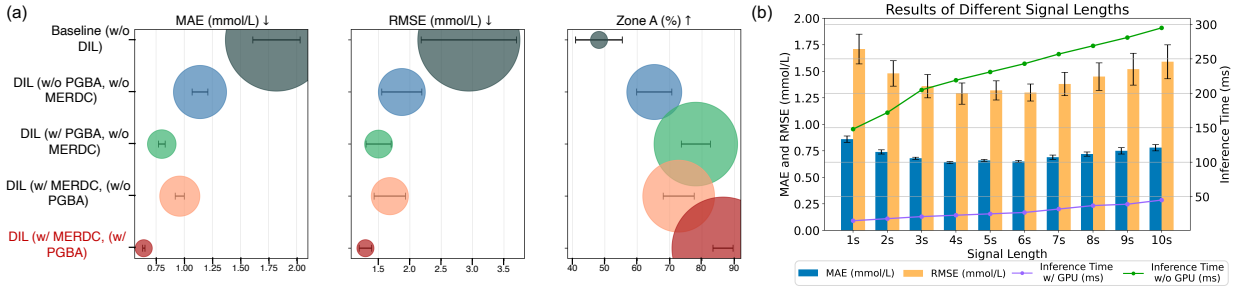 (a)
MAE (mmol/L) ↓
RMSE (mmol/L) ↓
Zone A (%) ↑
Baseline (w/o
DIL)
DIL (w/o PGBA, w/o
MERDC)
DIL (w/ PGBA, w/o
MERDC)
DIL (w/ MERDC, (w/o
PGBA)
DIL (w/ MERDC, (w/
PGBA)
0.75 1.00 1.25 1.50 1.75 2.00
1.5 2.0 2.5 3.0 3.5
40 50 60 70 80 90
(b)
Results of Different Signal Lengths
MAE and RMSE (mmol/L)
2.00
1.75
1.50
1.25
1.00
0.75
0.50
0.25
0.00
300
250
200
150
100
50
Inference Time (ms)
1s 2s 3s 4s 5s 6s 7s 8s 9s 10s
Signal Length
MAE (mmol/L)
RMSE (mmol/L)
Inference Time
w/ GPU (ms)
Inference Time
w/o GPU (ms)